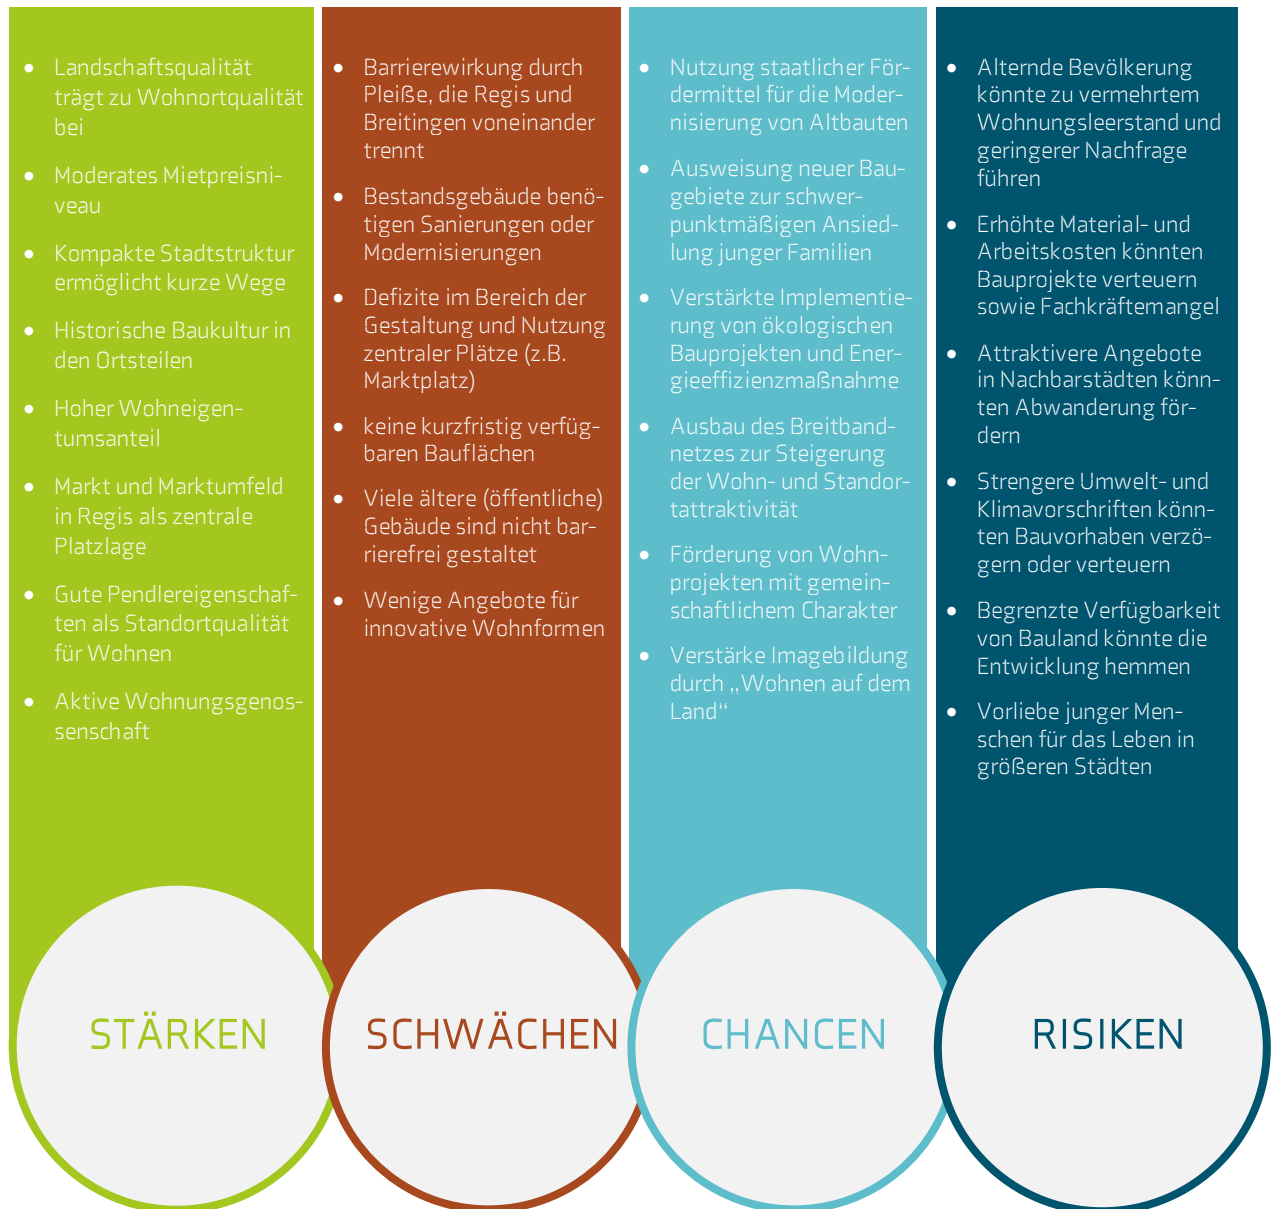 • Landschaftsqualität
trägt zu Wohnortqualität
bei
• Moderates Mietpreisni-
veau
• Kompakte Stadtstruktur
ermöglicht kurze Wege
• Historische Baukultur in
den Ortsteilen
• Hoher Wohneigen-
tumsanteil
• Markt und Marktumfeld
in Regis als zentrale
Platzlage
• Gute Pendlereigenschaf-
ten als Standortqualität
für Wohnen
• Aktive Wohnungsgenos-
senschaft
STÄRKEN
• Barrierewirkung durch
Pleiße, die Regis und
Breitingen voneinander
trennt
• Bestandsgebäude benö-
tigen Sanierungen oder
Modernisierungen
• Defizite im Bereich der
Gestaltung und Nutzung
zentraler Plätze (z.B.
Marktplatz)
• keine kurzfristig verfüg-
baren Bauflächen
• Viele ältere (öffentliche)
Gebäude sind nicht bar-
rierefrei gestaltet
• Wenige Angebote für
innovative Wohnformen
SCHWÄCHEN
• Nutzung staatlicher För-
dermittel für die Moder-
nisierung von Altbauten
• Ausweisung neuer Bau-
gebiete zur schwer-
punktmäßigen Ansied-
lung junger Familien
• Verstärkte Implementie-
rung von ökologischen
Bauprojekten und Ener-
gieeffizienzmaßnahme
• Ausbau des Breitband-
netzes zur Steigerung
der Wohn- und Standor-
tattraktivität
• Förderung von Wohn-
projekten mit gemein-
schaftlichem Charakter
• Verstärke Imagebildung
durch „Wohnen auf dem
Land“
CHANCEN
• Alternde Bevölkerung
könnte zu vermehrtem
Wohnungsleerstand und
geringerer Nachfrage
führen
• Erhöhte Material- und
Arbeitskosten könnten
Bauprojekte verteuern
sowie Fachkräftemangel
• Attraktivere Angebote
in Nachbarstädten könn-
ten Abwanderung för-
dern
• Strengere Umwelt- und
Klimavorschriften könn-
ten Bauvorhaben verzö-
gern oder verteuern
• Begrenzte Verfügbarkeit
von Bauland könnte die
Entwicklung hemmen
• Vorliebe junger Men-
schen für das Leben in
größeren Städten
RISIKEN